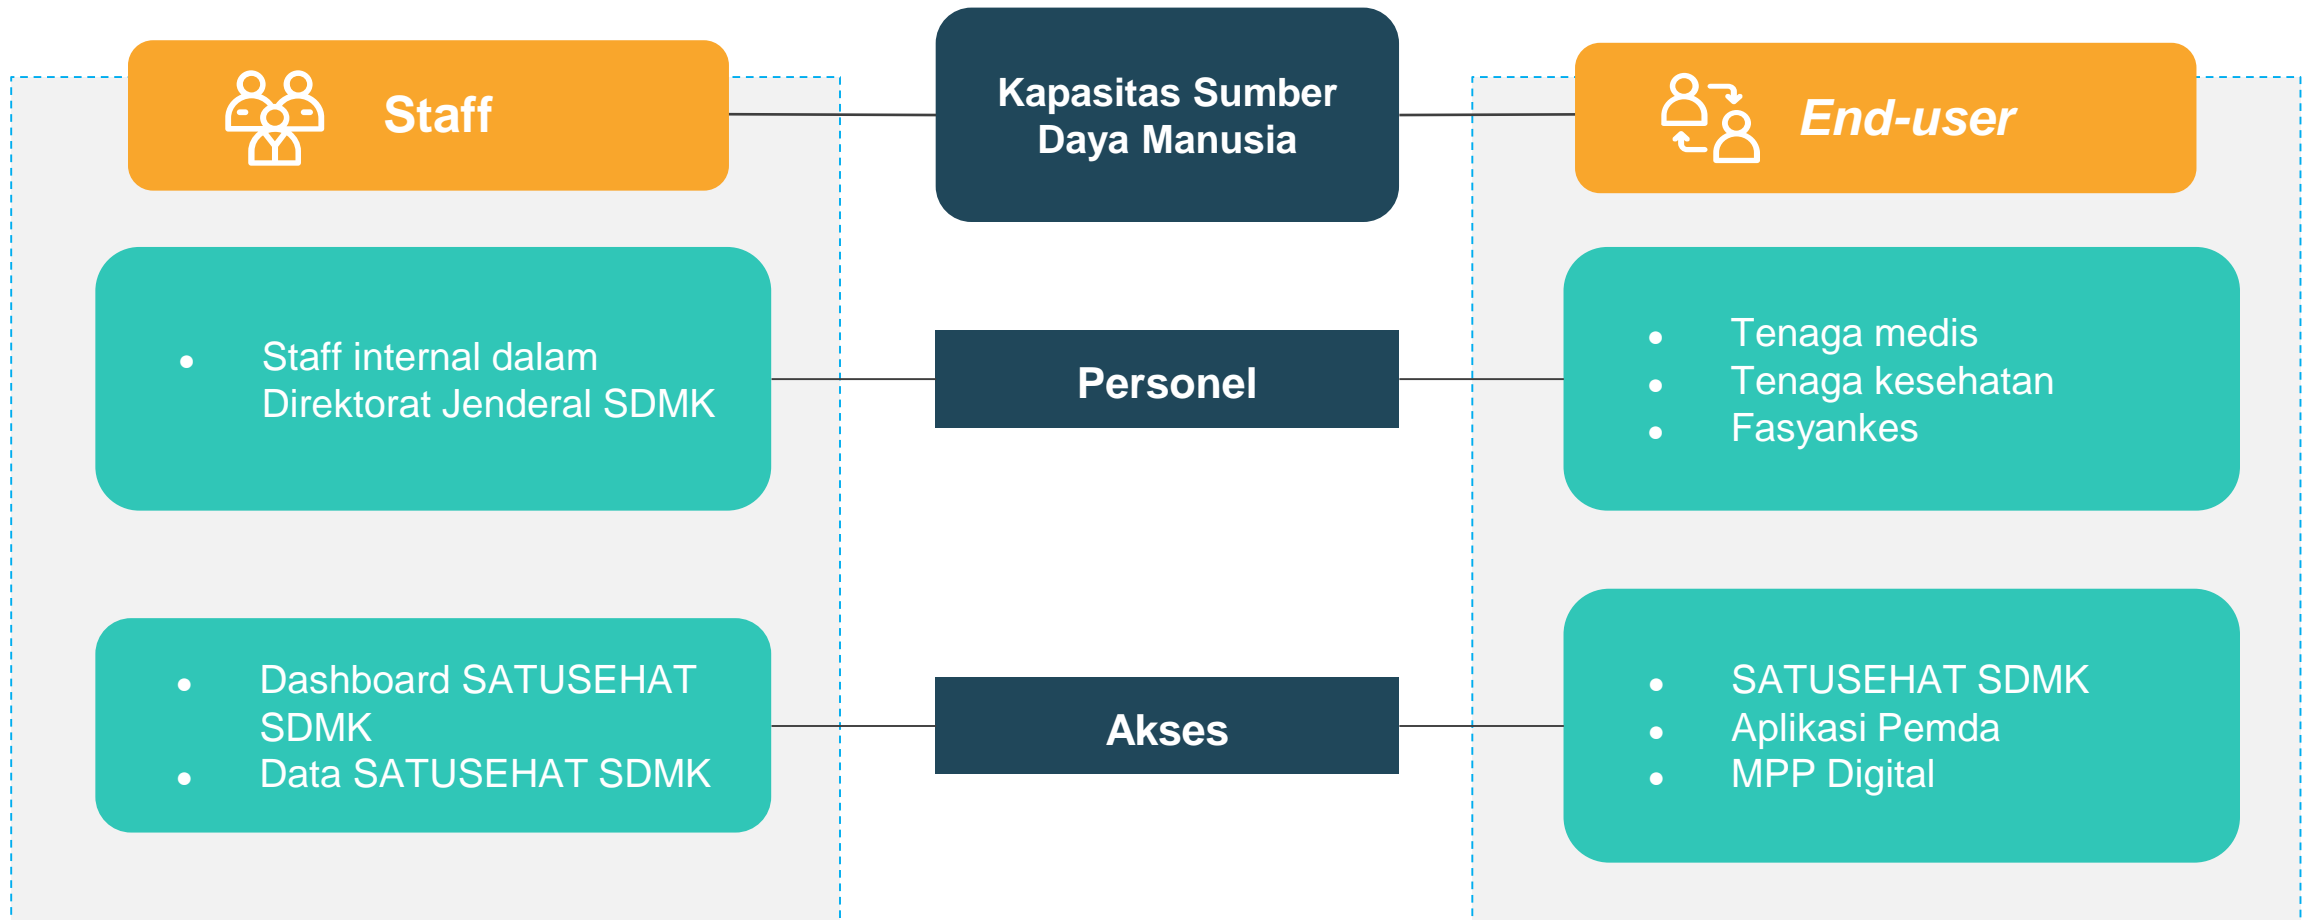 Staff
Kapasitas Sumber
Daya Manusia
End-user
• Staff internal dalam
Direktorat Jenderal SDMK
Personel
• Tenaga medis
• Tenaga kesehatan
• Fasyankes
• Dashboard SATUSEHAT
SDMK
• Data SATUSEHAT SDMK
Akses
• SATUSEHAT SDMK
• Aplikasi Pemda
• MPP Digital